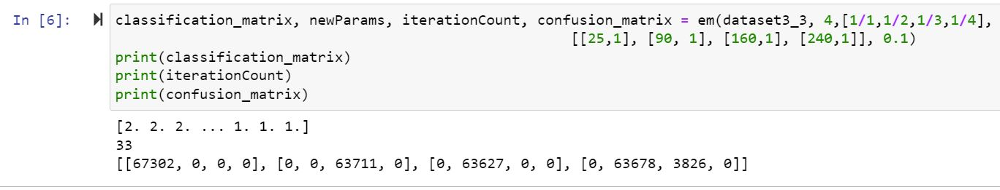 In [6]: classification_matrix, newParams, iterationCount, confusion_matrix = em(dataset3_3, 4,[1/1,1/2,1/3,1/4],
[[25,1], [90, 1], [160,1], [240,1]], 0.1)
print(classification_matrix)
print(iterationCount)
print(confusion_matrix)
[2. 2. 2. ... 1. 1. 1.]
33
[[67302, 0, 0, 0], [0, 0, 63711, 0], [0, 63627, 0, 0], [0, 63678, 3826, 0]]